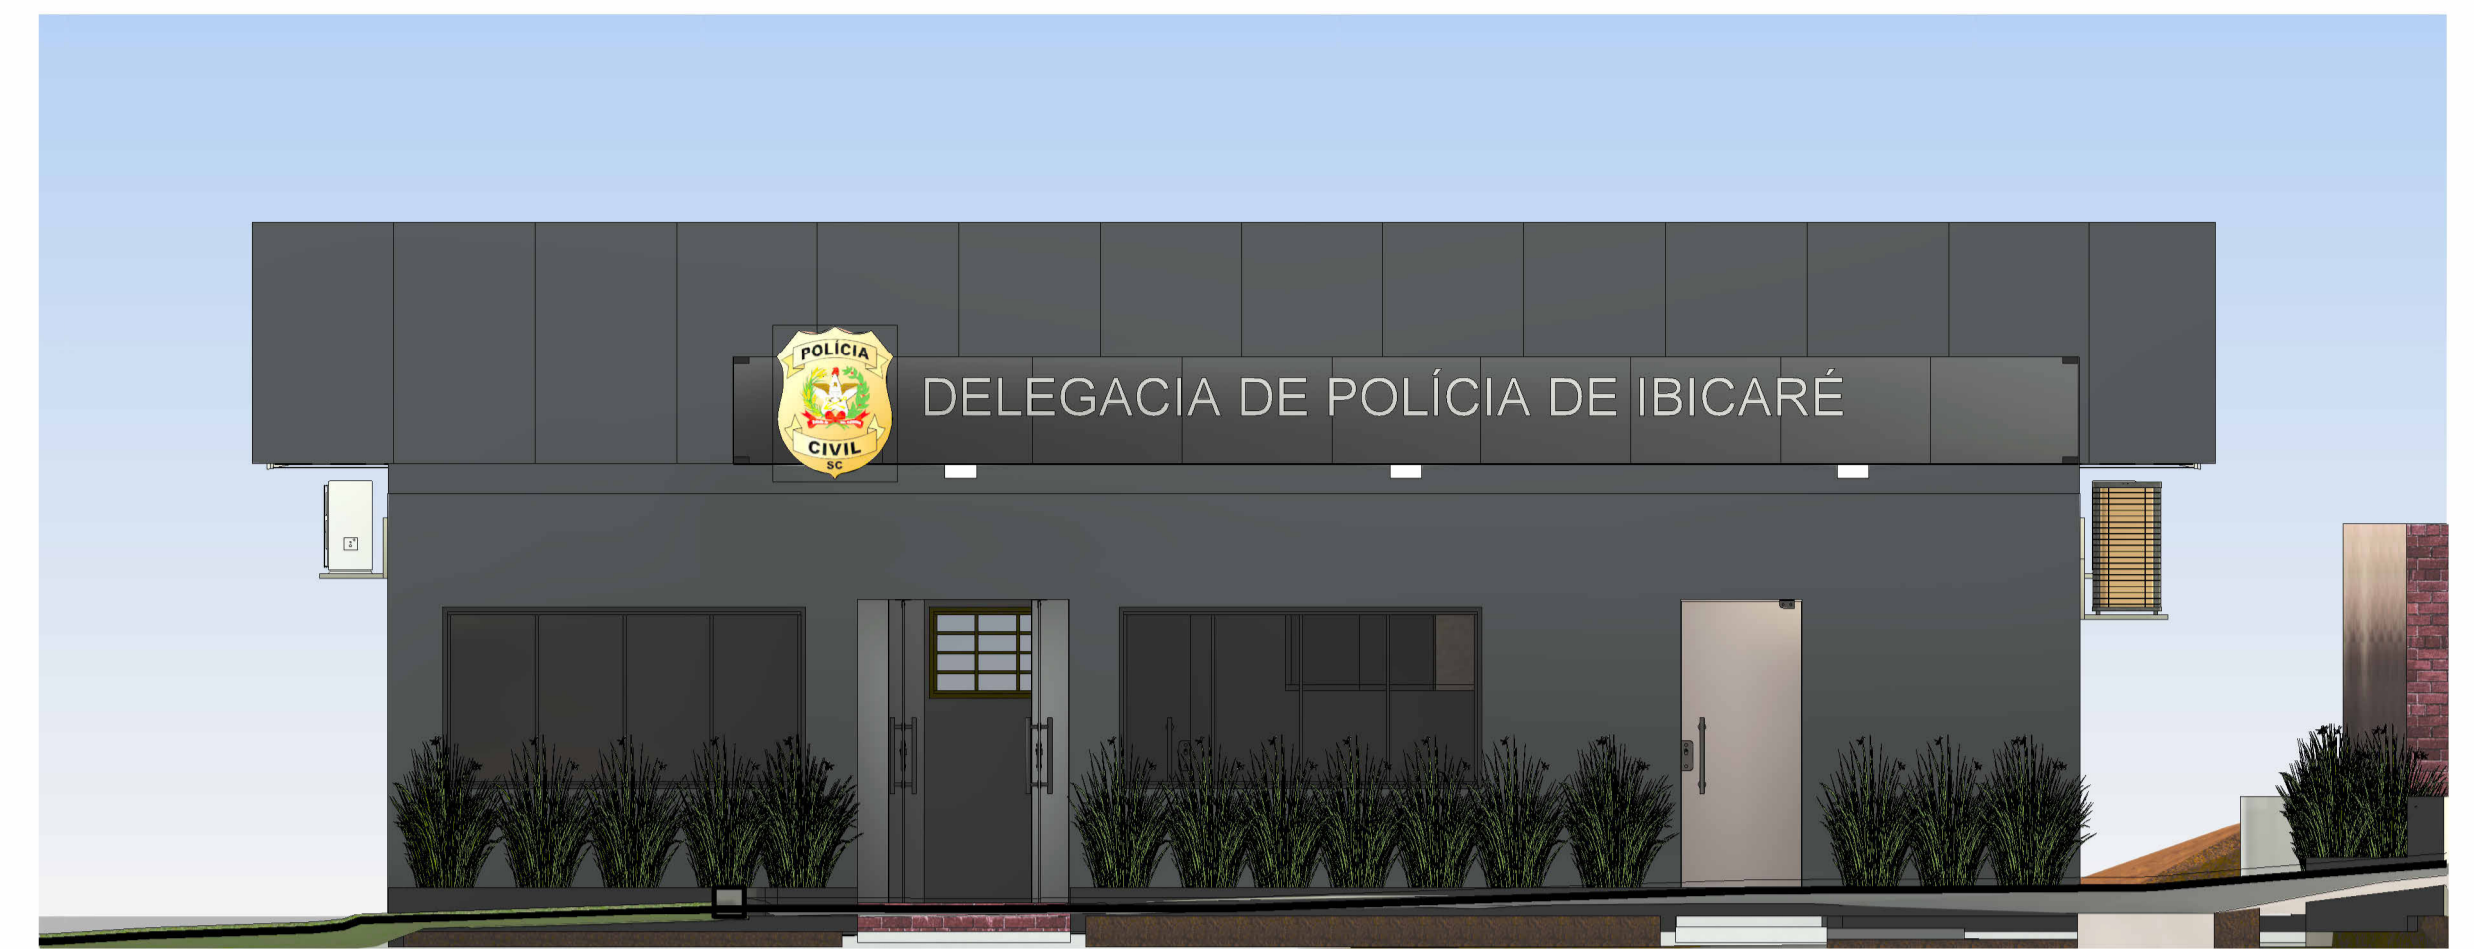 POLÍCIA
DELEGACIA DE POLÍCIA DE IBICARÉ
CIVIL
SC